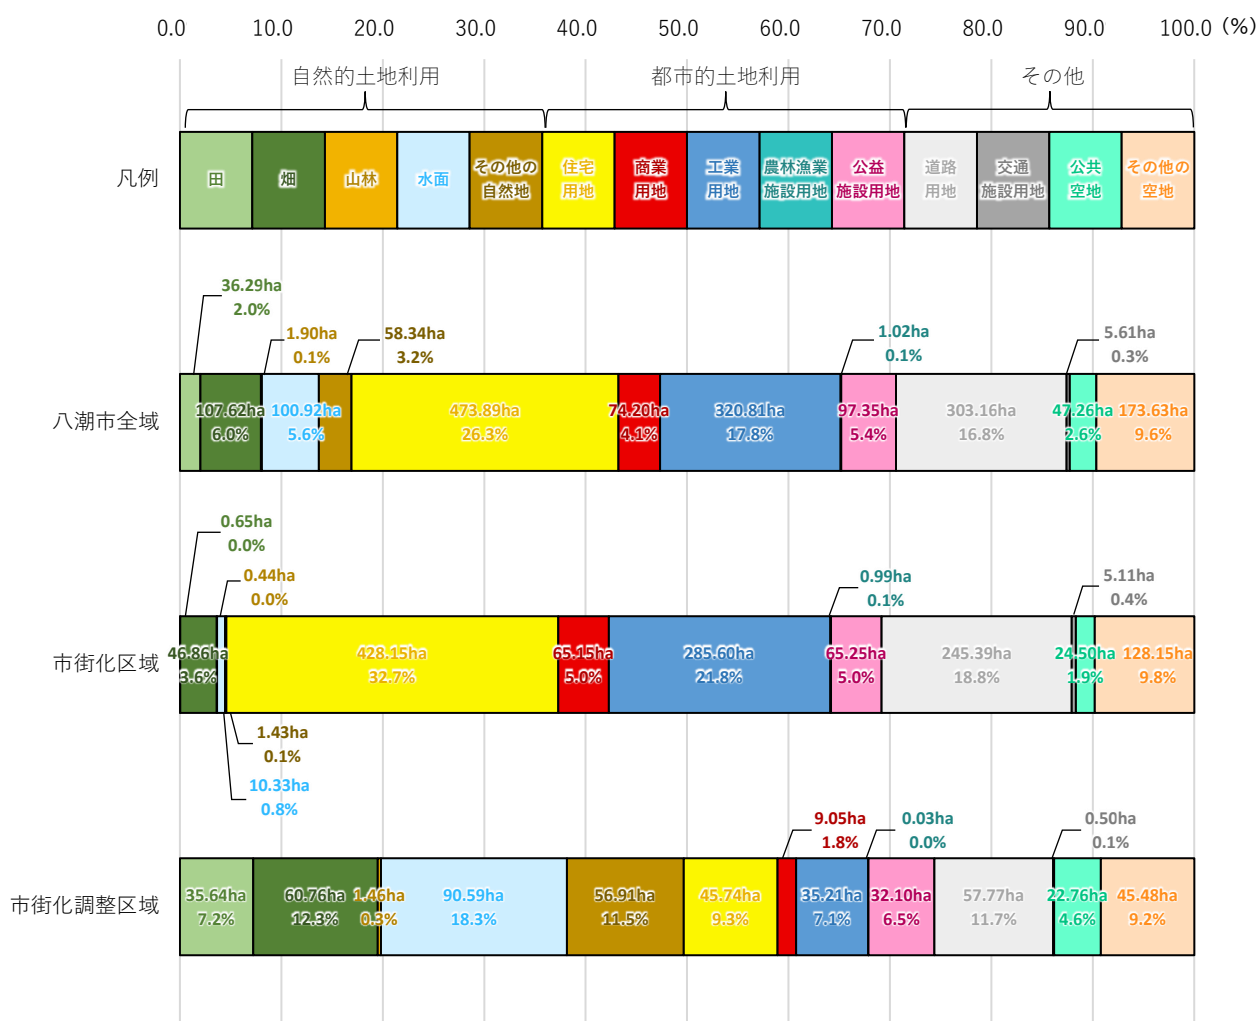 0.0 10.0 20.0 30.0 40.0 50.0 60.0 70.0 80.0 90.0 100.0 (%)
自然的土地利用 都市的土地利用 その他
凡例
田
畑
山林
水面
その他の
自然地
住宅
用地
商業
用地
工業
用地
農林漁業
施設用地
公益
施設用地
道路
用地
交通
施設用地
公共
空地
その他の
空地
八潮市全域
36.29ha
2.0%
107.62ha
6.0%
1.90ha
0.1%
100.92ha
5.6%
58.34ha
3.2%
473.89ha
26.3%
74.20ha
4.1%
320.81ha
17.8%
1.02ha
0.1%
97.35ha
5.4%
303.16ha
16.8%
5.61ha
0.3%
47.26ha
2.6%
173.63ha
9.6%
市街化区域
0.65ha
0.0%
46.86ha
3.6%
0.44ha
0.0%
10.33ha
0.8%
1.43ha
0.1%
428.15ha
32.7%
65.15ha
5.0%
285.60ha
21.8%
0.99ha
0.1%
65.25ha
5.0%
245.39ha
18.8%
5.11ha
0.4%
24.50ha
1.9%
128.15ha
9.8%
市街化調整区域
35.64ha
7.2%
60.76ha
12.3%
1.46ha
0.3%
90.59ha
18.3%
56.91ha
11.5%
45.74ha
9.3%
9.05ha
1.8%
35.21ha
7.1%
0.03ha
0.0%
32.10ha
6.5%
57.77ha
11.7%
0.50ha
0.1%
22.76ha
4.6%
45.48ha
9.2%